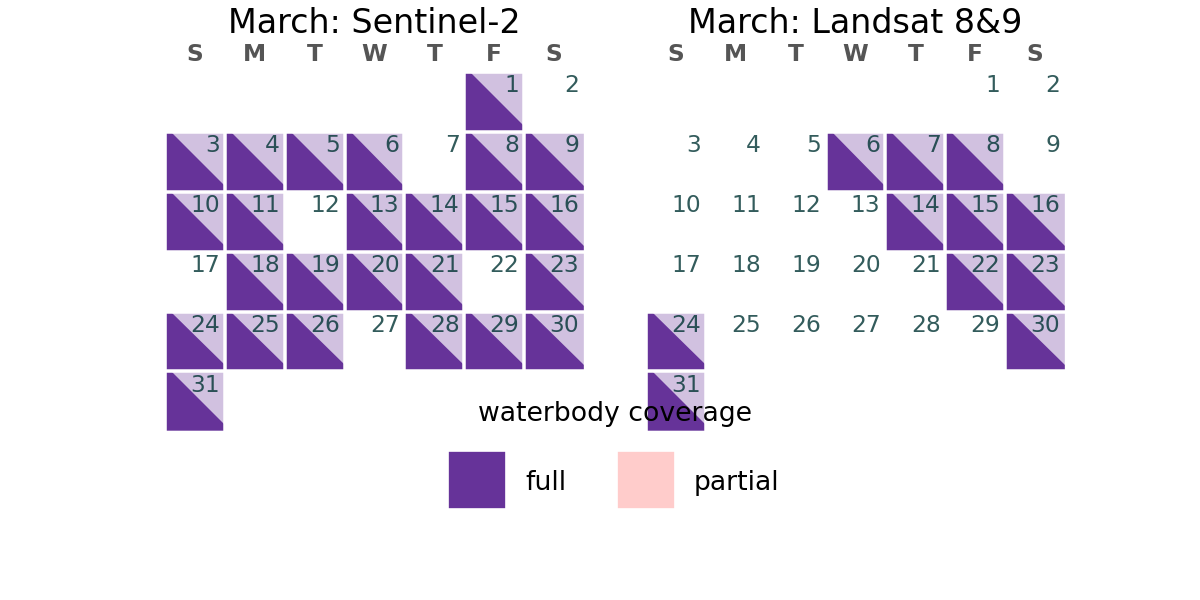 March: Sentinel-2
S M T W T F S
1 2
3 4 5 6 7 8 9
10 11 12 13 14 15 16
17 18 19 20 21 22 23
24 25 26 27 28 29 30
31
March: Landsat 8&9
S M T W T F S
1 2
3 4 5 6 7 8 9
10 11 12 13 14 15 16
17 18 19 20 21 22 23
24 25 26 27 28 29 30
31
waterbody coverage
full partial